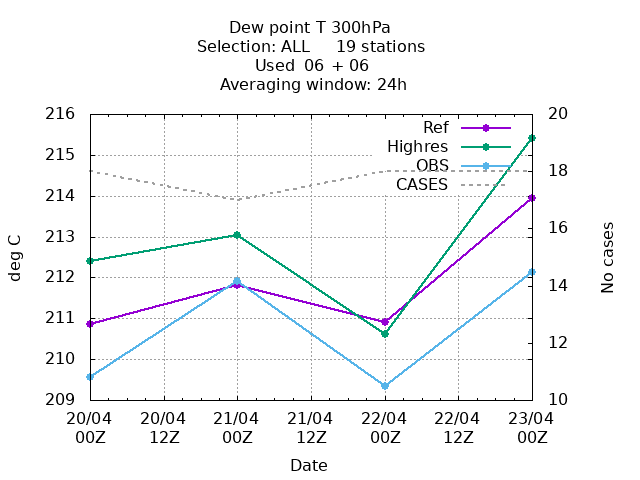 Dew point T 300hPa
Selection: ALL     19 stations
Used  06 + 06
Averaging window: 24h
216
215
214
213
212
211
210
209
deg C
20
18
16
14
12
10
No cases
Ref
Highres
OBS
CASES
20/04 20/04 21/04 21/04 22/04 22/04 23/04
00Z 12Z 00Z 12Z 00Z 12Z 00Z
Date